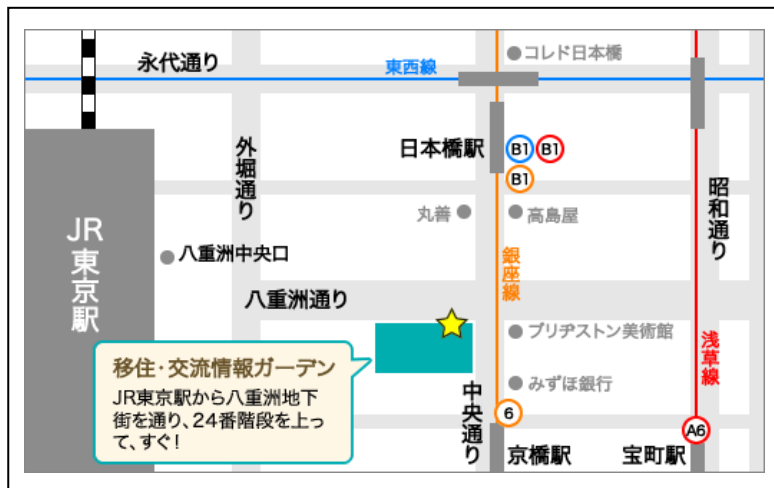 永代通り
東西線
コレド日本橋
外堀通り
日本橋駅
B1
B1
B1
昭和通り
丸善
高島屋
JR東京駅
八重洲中央口
銀座線
八重洲通り
ブリヂストン美術館
浅草線
移住・交流情報ガーデン
JR東京駅から八重洲地下
街を通り、24番階段を上っ
て、すぐ!
中央通り
みずほ銀行
6
A6
京橋駅
宝町駅